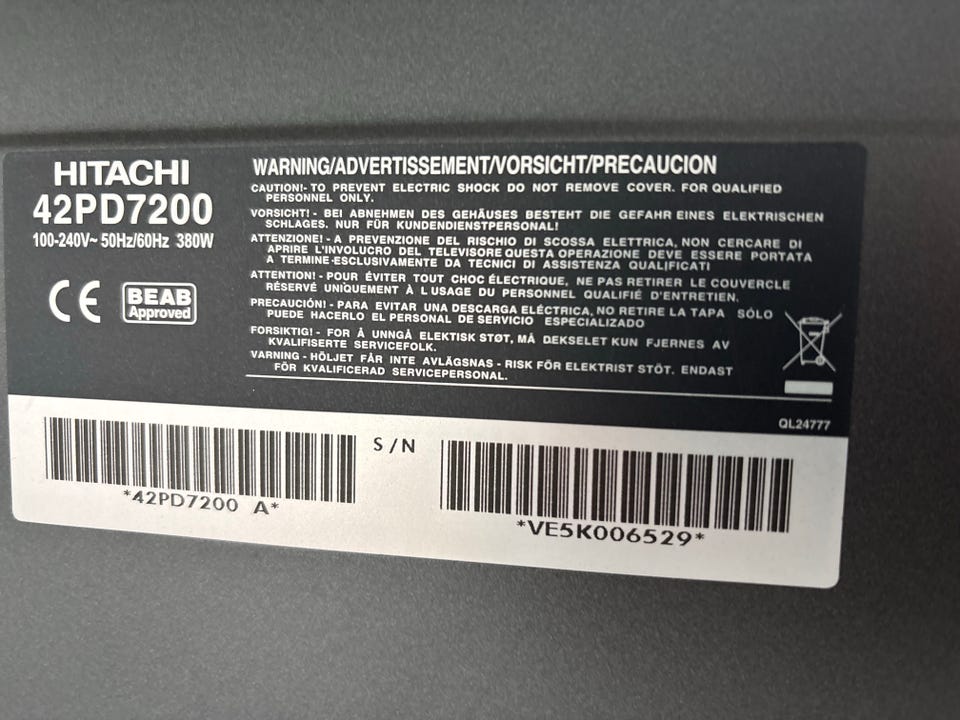 HITACHI
42PD7200
100-240V~ 50Hz/60Hz 380W
CE
BEAB
Approved
WARNING/ADVERTISSEMENT/VORSICHT/PRECAUCION
CAUTION!- TO PREVENT ELECTRIC SHOCK DO NOT REMOVE COVER. FOR QUALIFIED
PERSONNEL ONLY.
VORSICHT! - BEI ABNEHMEN DES GEHÄUSES BESTEHT DIE GEFAHR EINES ELEKTRISCHEN
SCHLAGES. NUR FÜR KUNDENDIENSTPERSONAL!
ATTENZIONE! - A PREVENZIONE DEL RISCHIO DI SCOSSA ELETTRICA, NON CERCARE DI
APRIRE L'INVOLUCRO DEL TELEVISORE QUESTA OPERAZIONE DEVE ESSERE PORTATA
A TERMINE-ESCLUSIVAMENTE DA TECNICI DI ASSISTENZA QUALIFICATI
ATTENTION! - POUR ÉVITER TOUT CHOC ÉLECTRIQUE, NE PAS RETIRER LE COUVERCLE
RÉSERVÉ UNIQUEMENT À L USAGE DU PERSONNEL QUALIFIÉ D'ENTRETIEN.
PRECAUCIÓN! - PARA EVITAR UNA DESCARGA ELÉCTRICA, NO RETIRE LA TAPA SÓLO
PUEDE HACERLO EL PERSONAL DE SERVICIO ESPECIALIZADO
FORSIKTIG! - FOR Å UNNGÅ ELEKTISK STØT, MÅ DEKSELET KUN FJERNES AV
KVALIFISERTE SERVICEFOLK.
VARNING - HÖLJET FÅR INTE AVLÄGSNAS - RISK FÖR ELEKTRIST STÖT. ENDAST
FÖR KVALIFICERAD SERVICEPERSONAL.
QL24777
S/N
*42PD7200 A*
*VE5K006529*